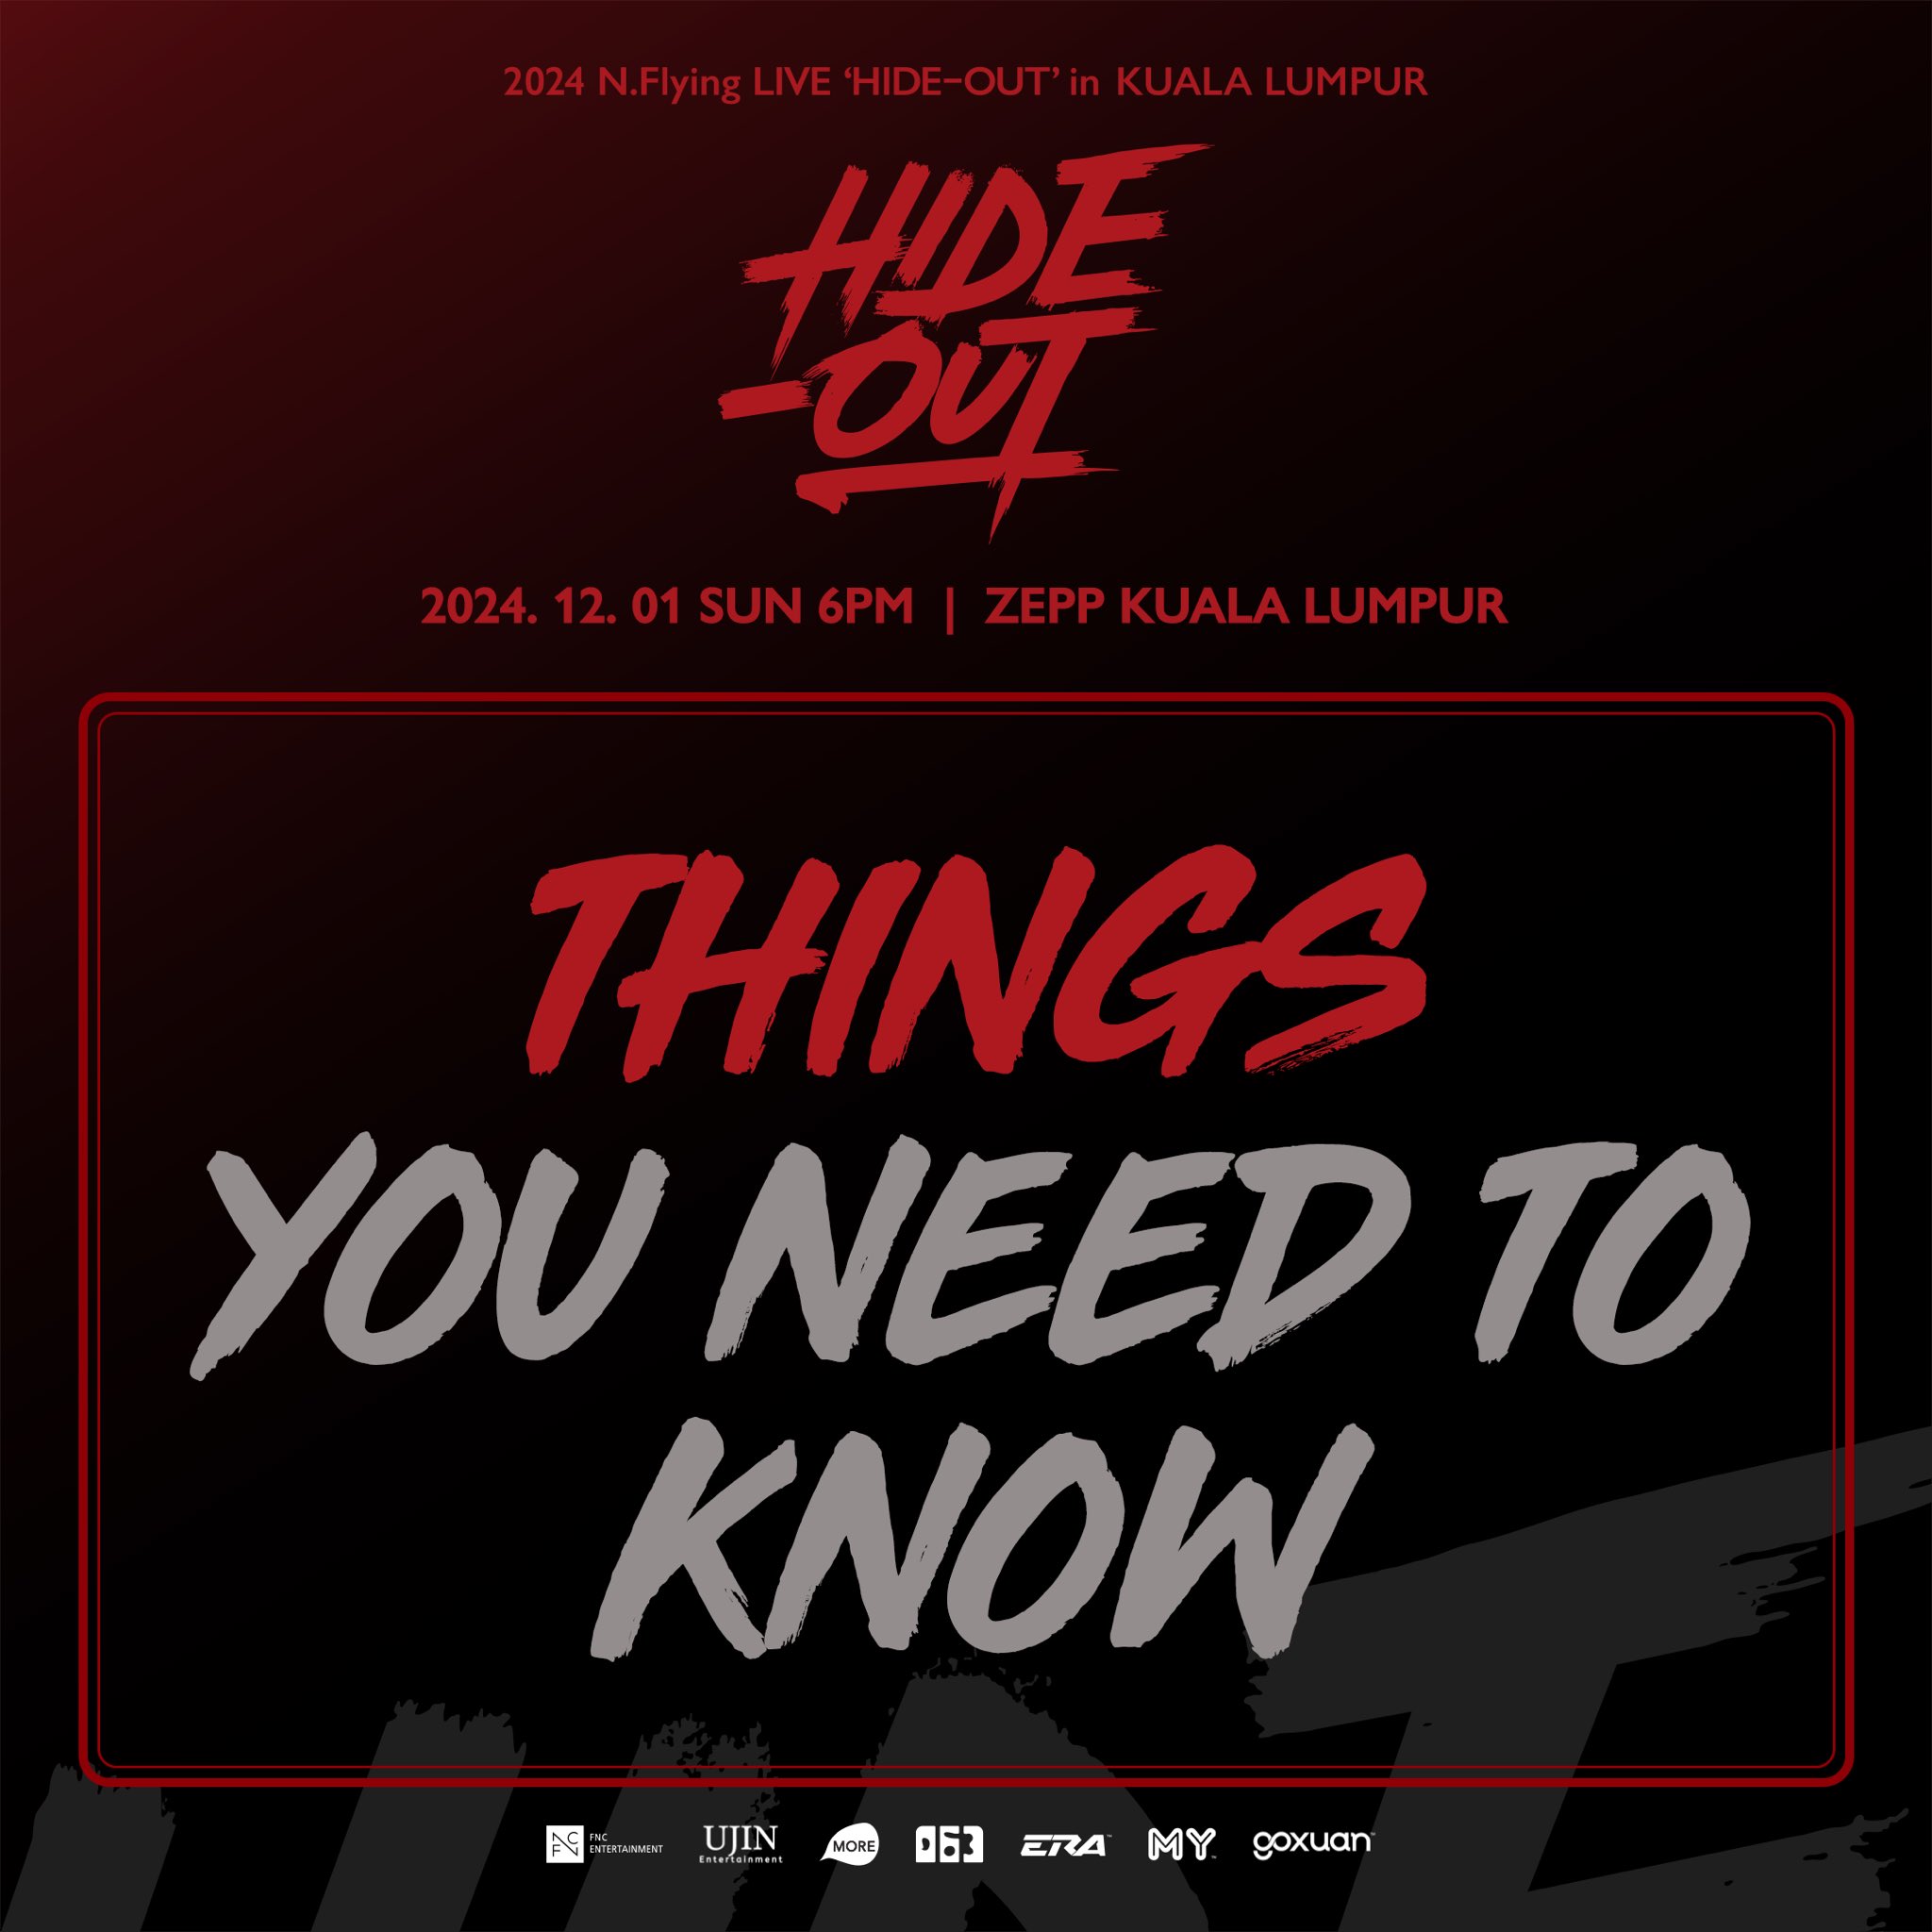 2024 N.Flying LIVE ‘HIDE-OUT’ in KUALA LUMPUR
HIDE
-OUT
2024. 12. 01 SUN 6PM | ZEPP KUALA LUMPUR
THINGS
YOU NEED TO
KNOW
FNC
ENTERTAINMENT
UJIN
Entertainment
MORE
ERA
MY
goxuan